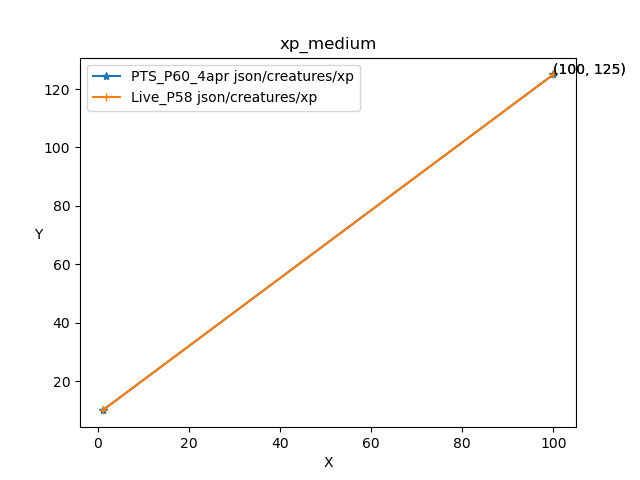 xp_medium
(100, 125)
PTS_P60_4apr json/creatures/xp
Live_P58 json/creatures/xp
120
100
80
60
40
20
Y
0 20 40 60 80 100
X